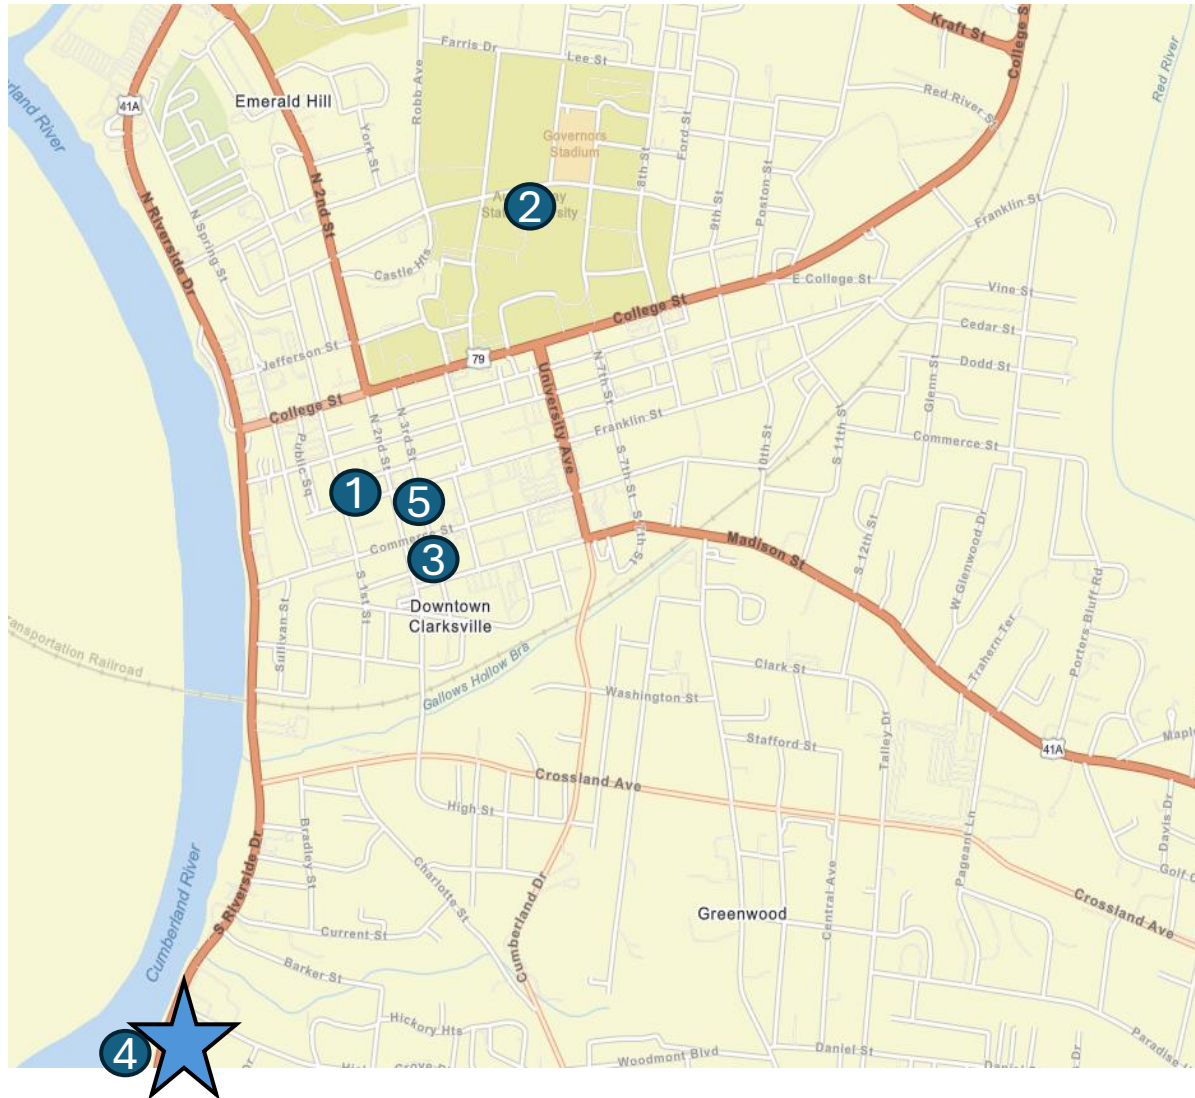 Kraft St
College S
Farris Dr
Lee St
Red River
Emerald Hill
41A
Robb Ave
Red River St
Governors
Stadium
Ford St
York St
8th St
Cumberland River
2
9th St
Poston St
Franklin St
N 2nd St
N Riverside Dr
N Spring St
Castle Hts
E College St
Vine St
College St
Cedar St
Jefferson St
79
Dodd St
N 7th St
University Ave
Glenn St
College St
N 2nd St
N 3rd St
Franklin St
S 11th St
Commerce St
Public Sq
10th St
S 7th St
1
5
Commerce St
Madison St
S 12th St
W Glenwood Dr
3
S 1st St
Sullivan St
Downtown
Clarksville
Porters Bluff Rd
Transportation Railroad
Trahern Ter
Gallows Hollow Bra
Clark St
Washington St
Talley Dr
Stafford St
41A
Crossland Ave
High St
Bradley St
Davis Dr
Pageant Ln
S Riverside Dr
Charlotte St
Central Ave
Cumberland River
Cumberland Dr
Greenwood
Crossland Ave
Current St
Barker St
Hickory Hts
4
Woodmont Blvd
Daniel St
Paradise